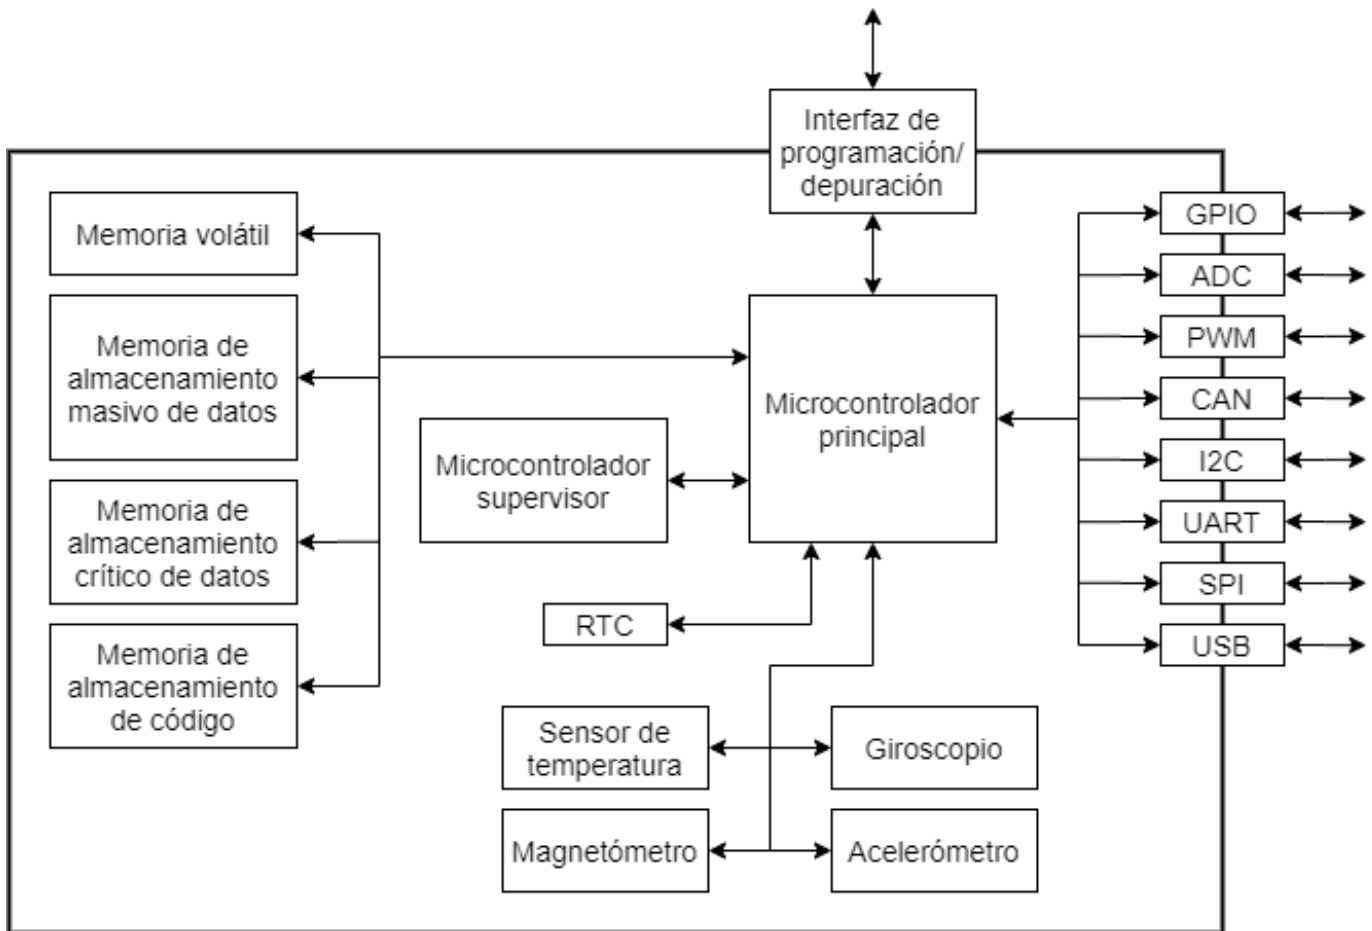 Interfaz de
programación/
depuración
Memoria volátil
Memoria de
almacenamiento
masivo de datos
Memoria de
almacenamiento
crítico de datos
Memoria de
almacenamiento
de código
Microcontrolador
supervisor
Microcontrolador
principal
RTC
Sensor de
temperatura
Giroscopio
Magnetómetro
Acelerómetro
GPIO
ADC
PWM
CAN
I2C
UART
SPI
USB